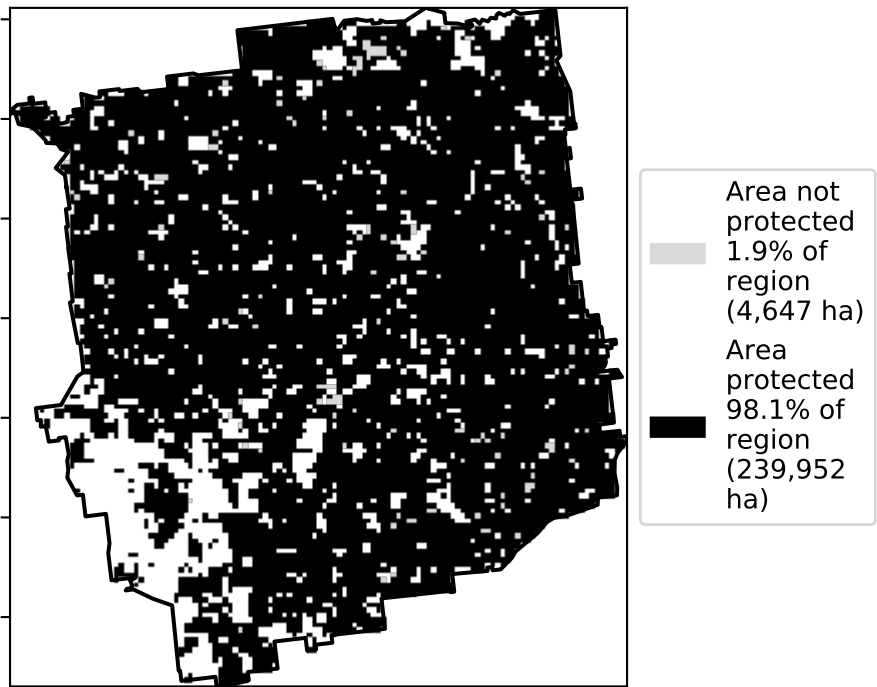 Area not
protected
1.9% of
region
(4,647 ha)
Area
protected
98.1% of
region
(239,952
ha)